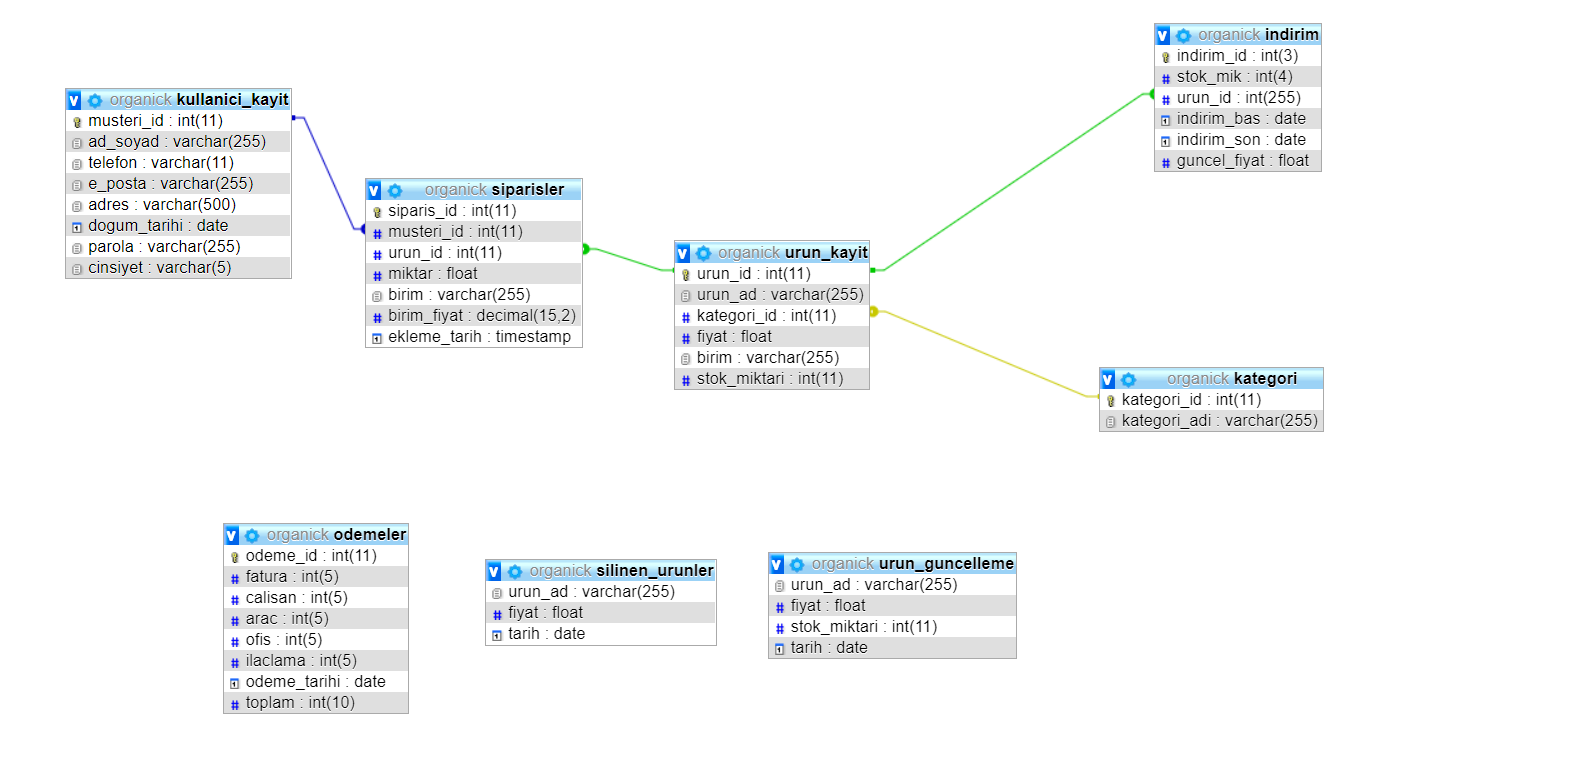 organick kullanici_kayit
musteri_id : int(11)
ad_soyad : varchar(255)
telefon : varchar(11)
e_posta : varchar(255)
adres : varchar(500)
dogum_tarihi : date
parola : varchar(255)
cinsiyet : varchar(5)
organick siparisler
siparis_id : int(11)
musteri_id : int(11)
urun_id : int(11)
miktar : float
birim : varchar(255)
birim_fiyat : decimal(15,2)
ekleme_tarih : timestamp
organick urun_kayit
urun_id : int(11)
urun_ad : varchar(255)
kategori_id : int(11)
fiyat : float
birim : varchar(255)
stok_miktari : int(11)
organick indirim
indirim_id : int(3)
stok_mik : int(4)
urun_id : int(255)
indirim_bas : date
indirim_son : date
guncel_fiyat : float
organick kategori
kategori_id : int(11)
kategori_adi : varchar(255)
organick odemeler
odeme_id : int(11)
fatura : int(5)
calisan : int(5)
arac : int(5)
ofis : int(5)
ilaclama : int(5)
odeme_tarihi : date
toplam : int(10)
organick silinen_urunler
urun_ad : varchar(255)
fiyat : float
tarih : date
organick urun_guncelleme
urun_ad : varchar(255)
fiyat : float
stok_miktari : int(11)
tarih : date